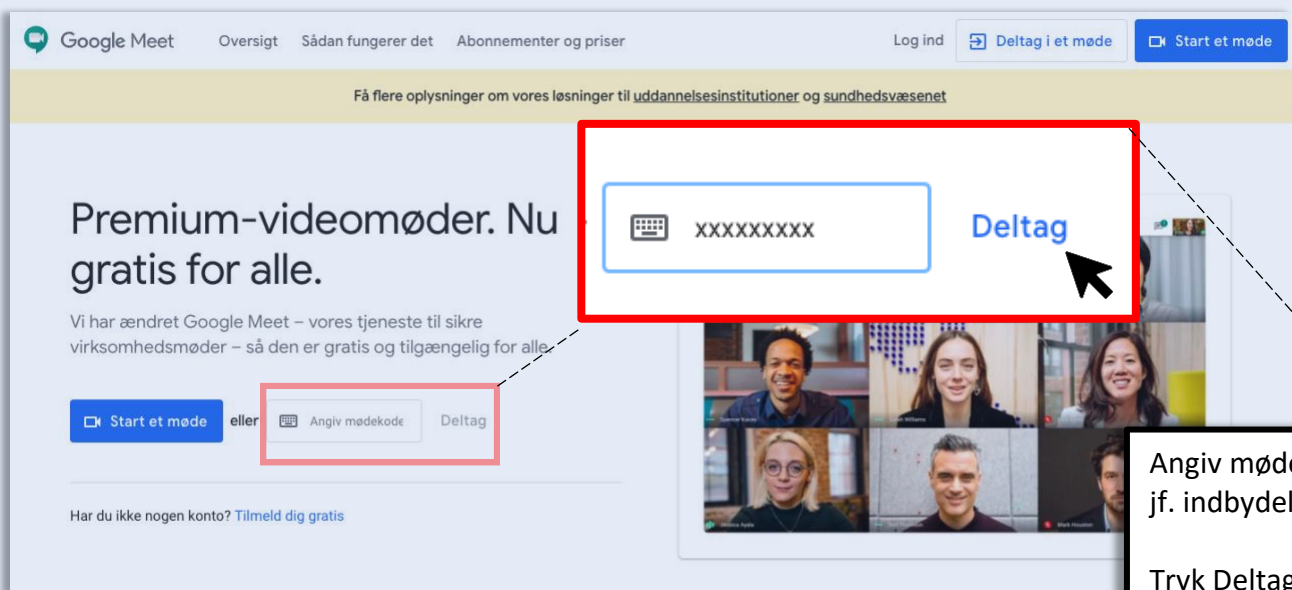 Google Meet Oversigt Sådan fungerer det Abonnementer og priser Log ind Deltag i et møde Start et møde
Få flere oplysninger om vores løsninger til uddannelsesinstitutioner og sundhedsvæsenet
Premium-videomøder. Nu
gratis for alle.
Vi har ændret Google Meet – vores tjeneste til sikre
virksomhedsmøder – så den er gratis og tilgængelig for alle.
Start et møde eller Angiv mødekode Deltag
Har du ikke nogen konto? Tilmeld dig gratis
xxxxxxxxx Deltag
Angiv møde
jf. indbydel
Tryk Deltag